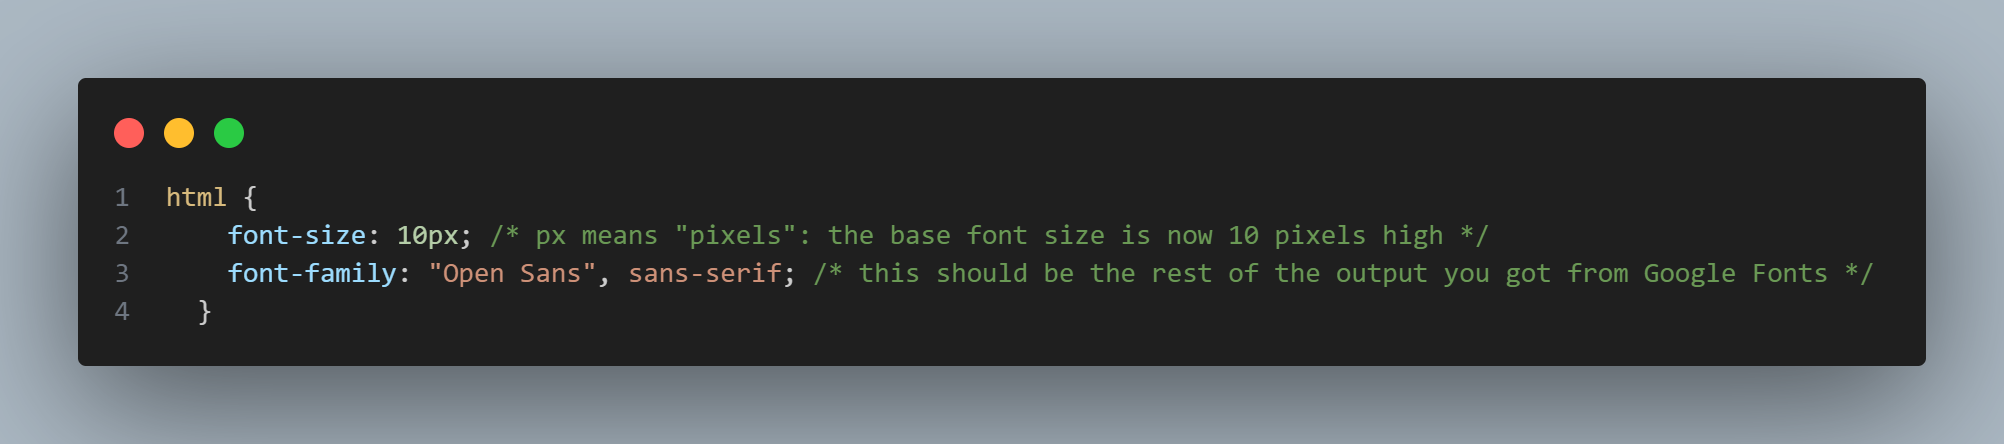 1 html {
2 font-size: 10px; /* px means "pixels": the base font size is now 10 pixels high */
3 font-family: "Open Sans", sans-serif; /* this should be the rest of the output you got from Google Fonts */
4 }